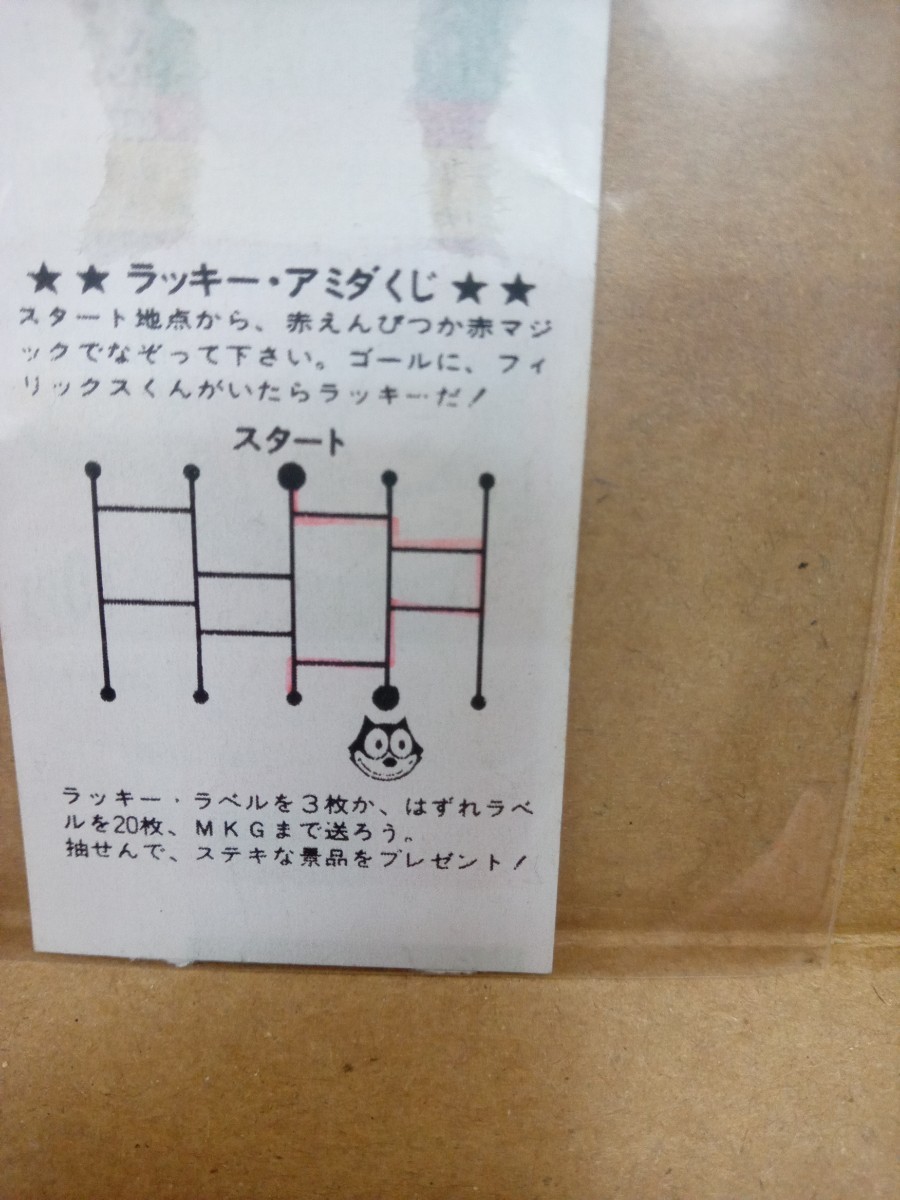 ★ ★ ラッキー・アミダくじ ★ ★
スタート地点から、赤えんぴつか赤マジ
ックでなぞって下さい。ゴールに、フィ
リックスくんがいたらラッキーだ！
スタート
ラッキー・ラベルを3枚か、はずれラベ
ルを20枚、MKGまで送ろう。
抽せんで、ステキな景品をプレゼント！